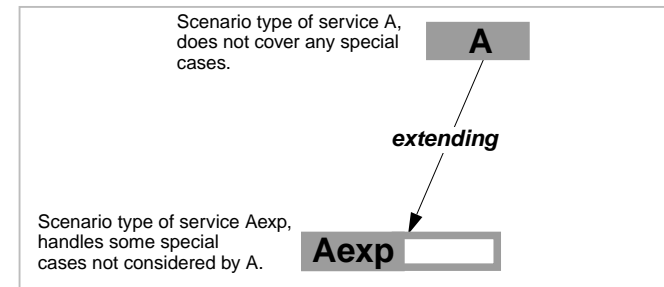 Scenario type of service A,
does not cover any special
cases.
A
extending
Scenario type of service Aexp,
handles some special
cases not considered by A.
Aexp